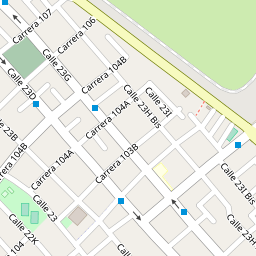 Carrera 107
Carrera 106
Calle 23D
Calle 23G
Carrera 104B
Calle 23I
Calle 23H Bis
Carrera 104A
Calle 23B
Carrera 104B
Carrera 104A
Carrera 103B
Calle 23I Bis
Calle 23
Calle 22K
104